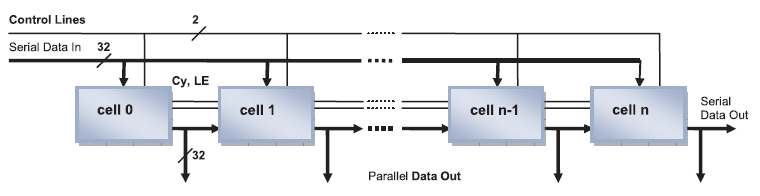 Control Lines
2
Serial Data In 32
Cy, LE
cell 0
cell 1
cell n-1
cell n
Serial
Data Out
32
Parallel Data Out